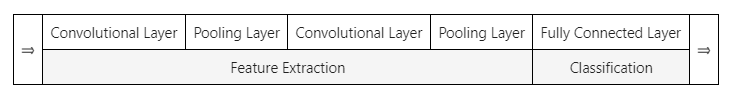 Convolutional Layer Pooling Layer Convolutional Layer Pooling Layer Fully Connected Layer
⇒ ⇒
Feature Extraction Classification